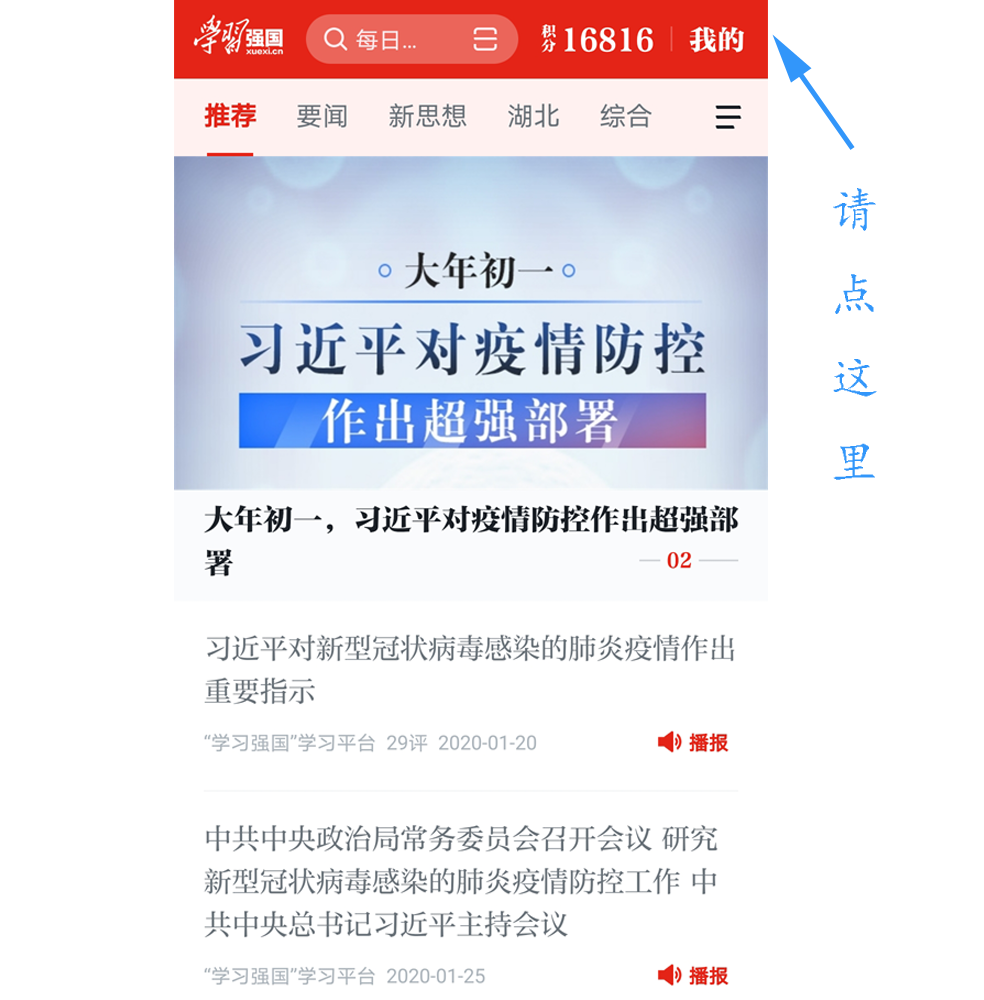 学習强国
xuexi.cn
每日...
积分 16816
我的
推荐 要闻 新思想 湖北 综合
大年初一
习近平对疫情防控
作出超强部署
大年初一，习近平对疫情防控作出超强部
署
02
习近平对新型冠状病毒感染的肺炎疫情作出
重要指示
“学习强国”学习平台 29评 2020-01-20
播报
中共中央政治局常务委员会召开会议 研究
新型冠状病毒感染的肺炎疫情防控工作 中
共中央总书记习近平主持会议
“学习强国”学习平台 2020-01-25
播报
请点这里